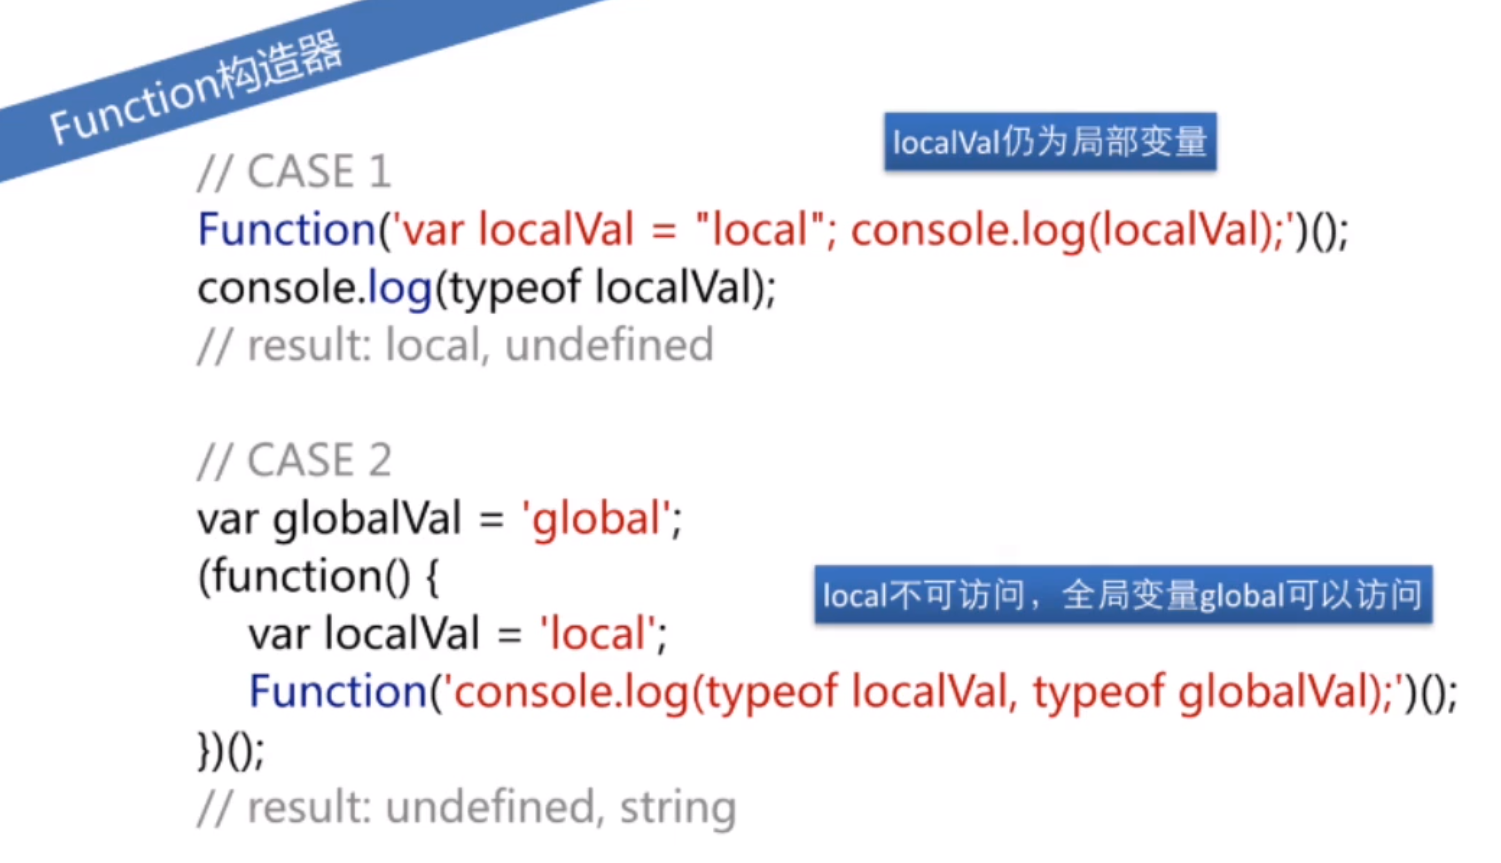 Function构造器
localVal仍为局部变量
// CASE 1
Function('var localVal = "local"; console.log(localVal);')();
console.log(typeof localVal);
// result: local, undefined
// CASE 2
var globalVal = 'global';
(function() {
local不可访问，全局变量global可以访问
var localVal = 'local';
Function('console.log(typeof localVal, typeof globalVal);')();
})();
// result: undefined, string